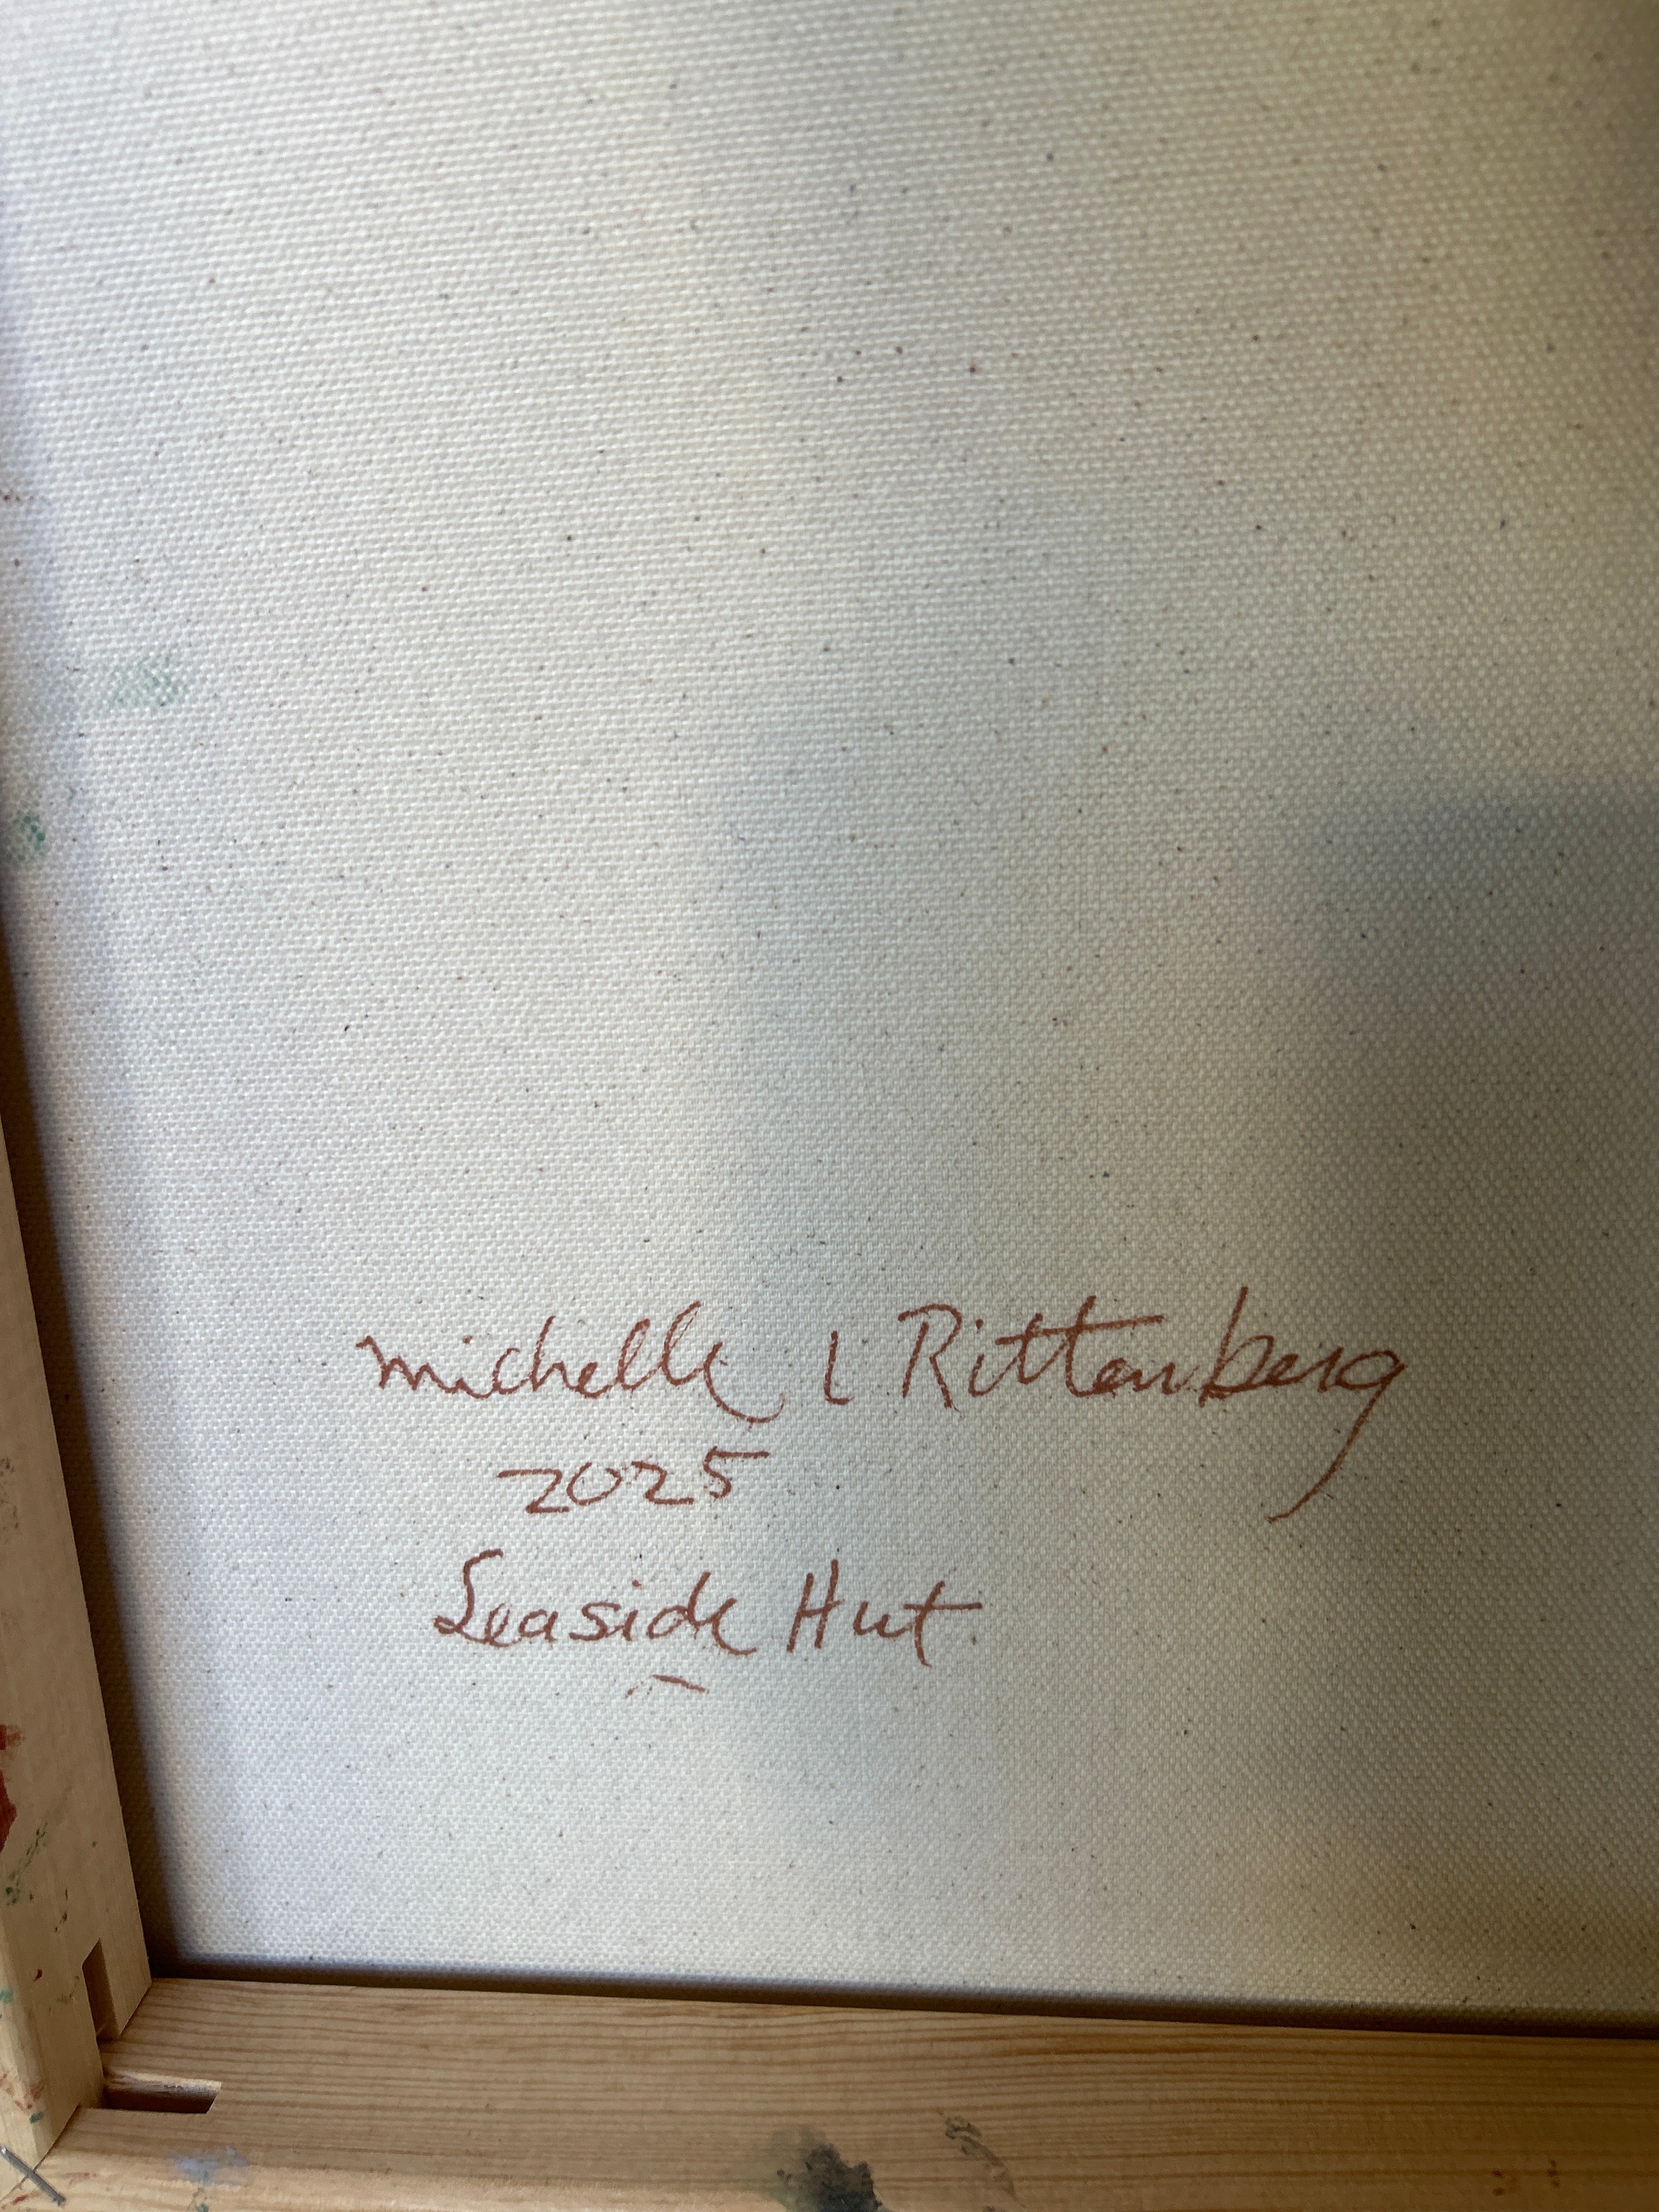 michelle L Rittenberg
2025
Seaside Hut